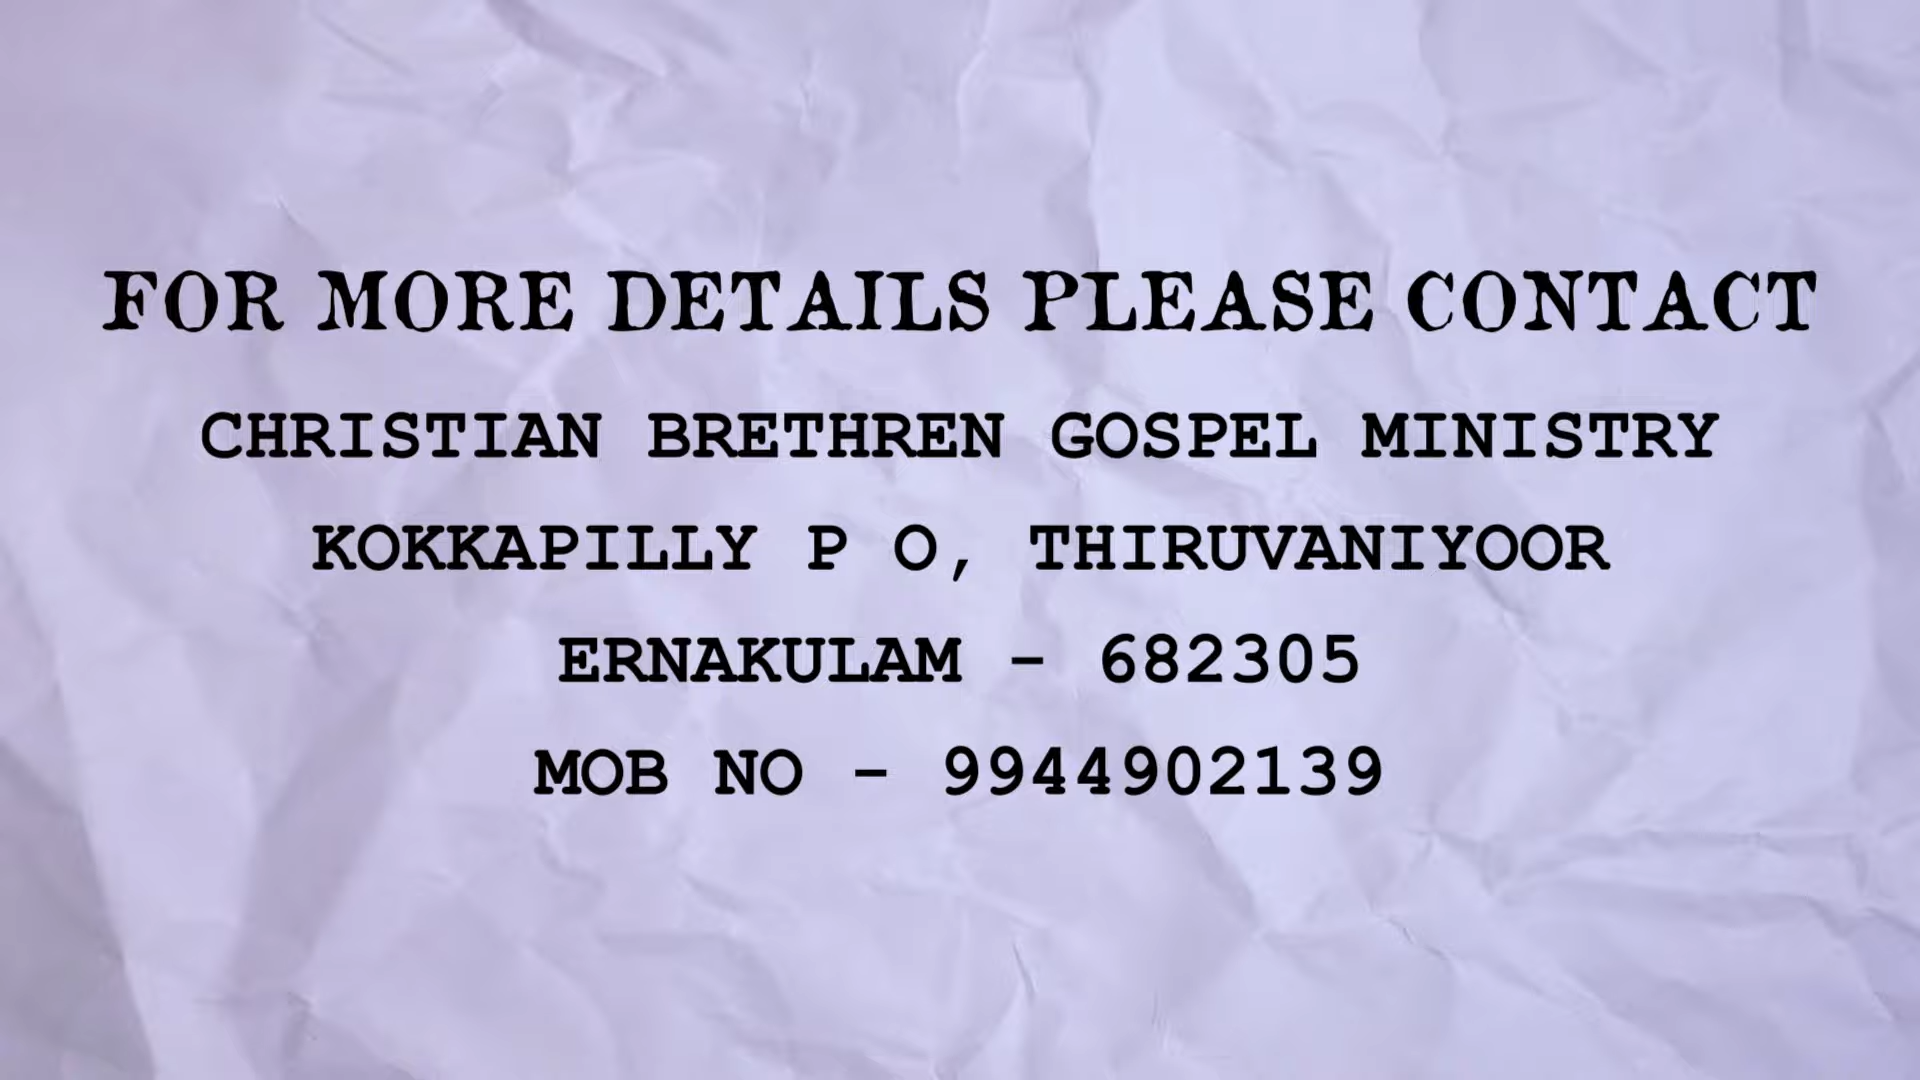 FOR MORE DETAILS PLEASE CONTACT
CHRISTIAN BRETHREN GOSPEL MINISTRY
KOKKAPILLY P O, THIRUVANIYOOR
ERNAKULAM - 682305
MOB NO - 9944902139